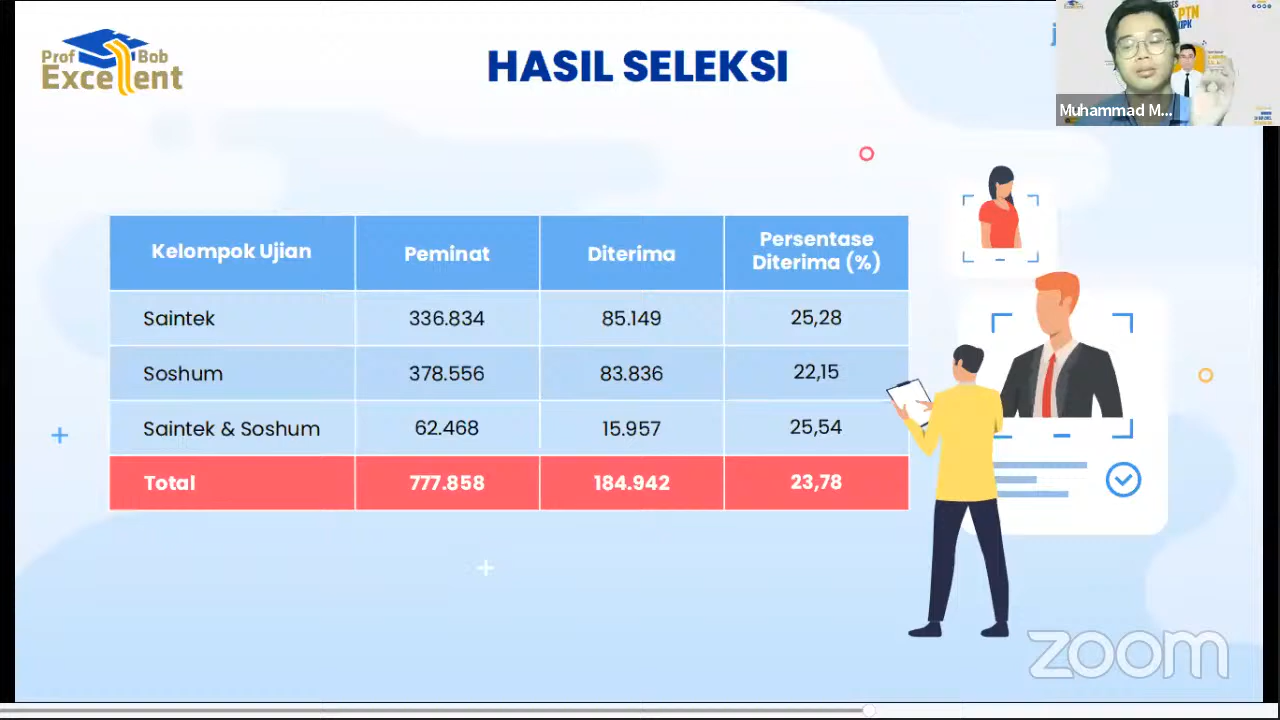 Prof Bob
Excellent
HASIL SELEKSI
PTN
Muhammad M...
Kelompok Ujian Peminat Diterima Persentase
Diterima (%)
Saintek 336.834 85.149 25,28
Soshum 378.556 83.836 22,15
Saintek & Soshum 62.468 15.957 25,54
Total 777.858 184.942 23,78
zoom